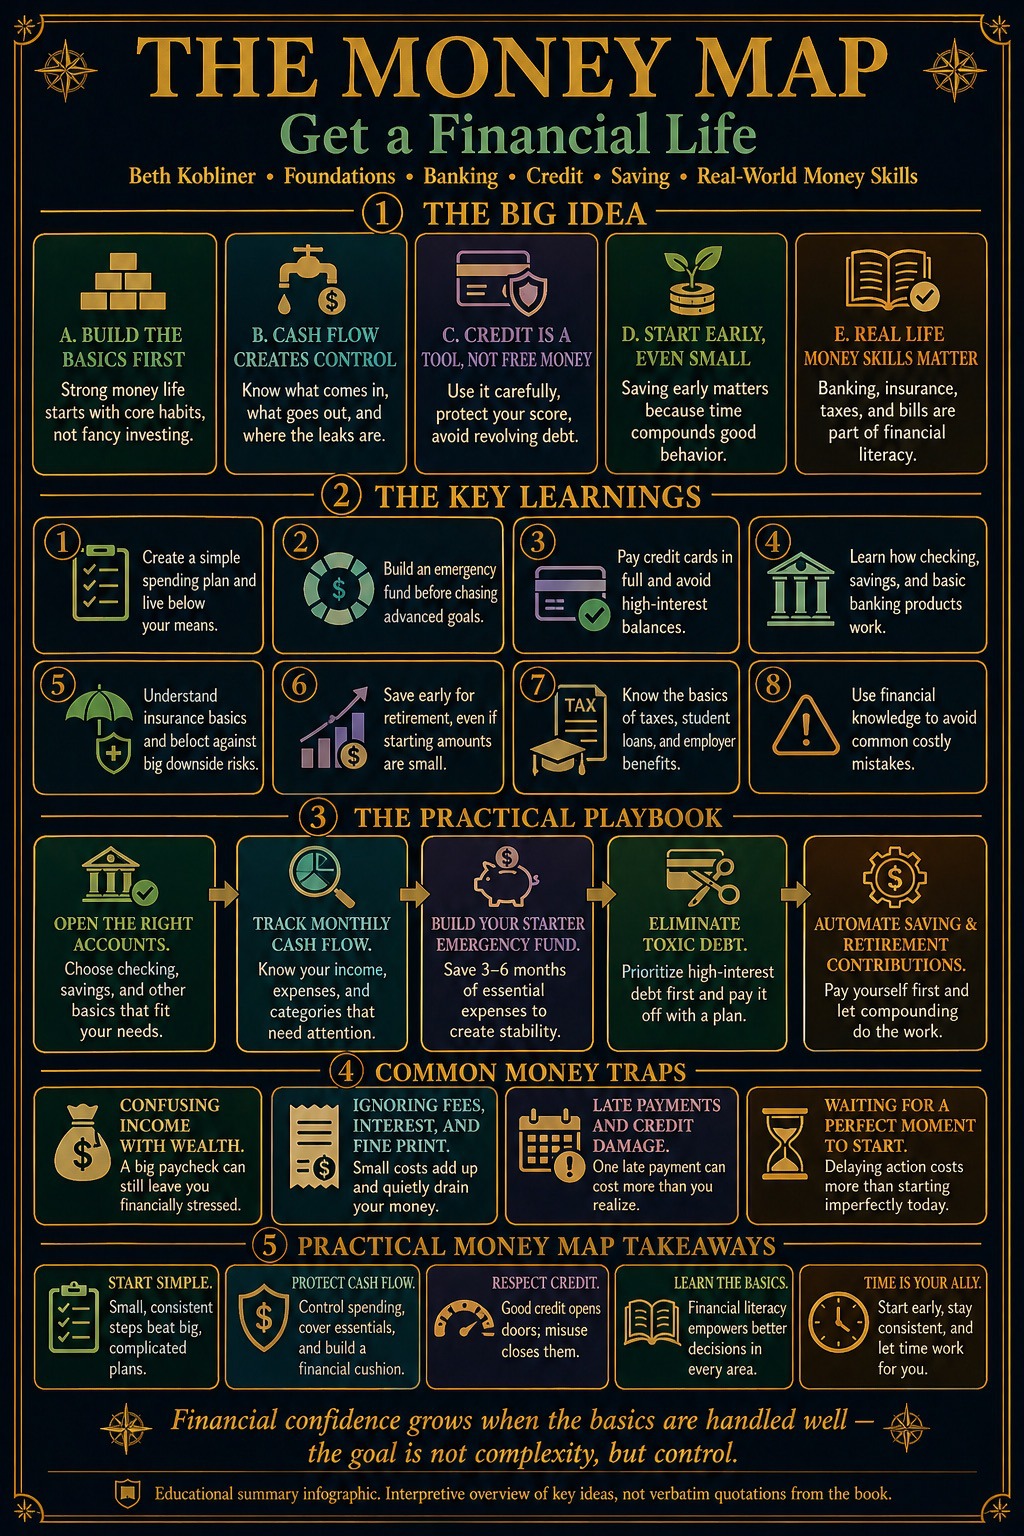 THE MONEY MAP
Get a Financial Life
Beth Kobliner • Foundations • Banking • Credit • Saving • Real-World Money Skills
1 THE BIG IDEA
A. BUILD THE
BASICS FIRST
Strong money life
starts with core habits,
not fancy investing.
$
B. CASH FLOW
CREATES CONTROL
Know what comes in,
what goes out, and
where the leaks are.
C. CREDIT IS A
TOOL, NOT FREE MONEY
Use it carefully,
protect your score,
avoid revolving debt.
D. START EARLY,
EVEN SMALL
Saving early matters
because time
compounds good
behavior.
E. REAL LIFE
MONEY SKILLS MATTER
Banking, insurance,
taxes, and bills are
part of financial
literacy.
2 THE KEY LEARNINGS
1
Create a simple
spending plan and
live below
your means.
2
$
Build an emergency
fund before chasing
advanced goals.
3
Pay credit cards in
full and avoid
high-interest
balances.
4
Learn how checking,
savings, and basic
banking products
work.
5
Understand
insurance basics
and beloct against
big downside risks.
6
$
Save early for
retirement, even if
starting amounts
are small.
7
TAX
Know the basics
of taxes, student
loans, and employer
benefits.
8
!
Use financial
knowledge to avoid
common costly
mistakes.
3 THE PRACTICAL PLAYBOOK
OPEN THE RIGHT
ACCOUNTS.
Choose checking,
savings, and other
basics that fit
your needs.
TRACK MONTHLY
CASH FLOW.
Know your income,
expenses, and
categories that
need attention.
$
BUILD YOUR STARTER
EMERGENCY FUND.
Save 3–6 months
of essential
expenses to
create stability.
ELIMINATE
TOXIC DEBT.
Prioritize high-interest
debt first and pay it
off with a plan.
$
AUTOMATE SAVING &
RETIREMENT
CONTRIBUTIONS.
Pay yourself first and
let compounding
do the work.
4 COMMON MONEY TRAPS
$
CONFUSING
INCOME
WITH WEALTH.
A big paycheck can
still leave you
financially stressed.
$
IGNORING FEES,
INTEREST, AND
FINE PRINT.
Small costs add up
and quietly drain
your money.
!
LATE PAYMENTS
AND CREDIT
DAMAGE.
One late payment can
cost more than you
realize.
WAITING FOR A
PERFECT MOMENT
TO START.
Delaying action costs
more than starting
imperfectly today.
5 PRACTICAL MONEY MAP TAKEAWAYS
START SIMPLE.
Small, consistent
steps beat big,
complicated
plans.
$
PROTECT CASH FLOW.
Control spending,
cover essentials,
and build a
financial cushion.
RESPECT CREDIT.
Good credit opens
doors; misuse
closes them.
LEARN THE BASICS.
Financial literacy
empowers better
decisions in
every area.
TIME IS YOUR ALLY.
Start early, stay
consistent, and
let time work
for you.
Financial confidence grows when the basics are handled well —
the goal is not complexity, but control.
Educational summary infographic. Interpretive overview of key ideas, not verbatim quotations from the book.